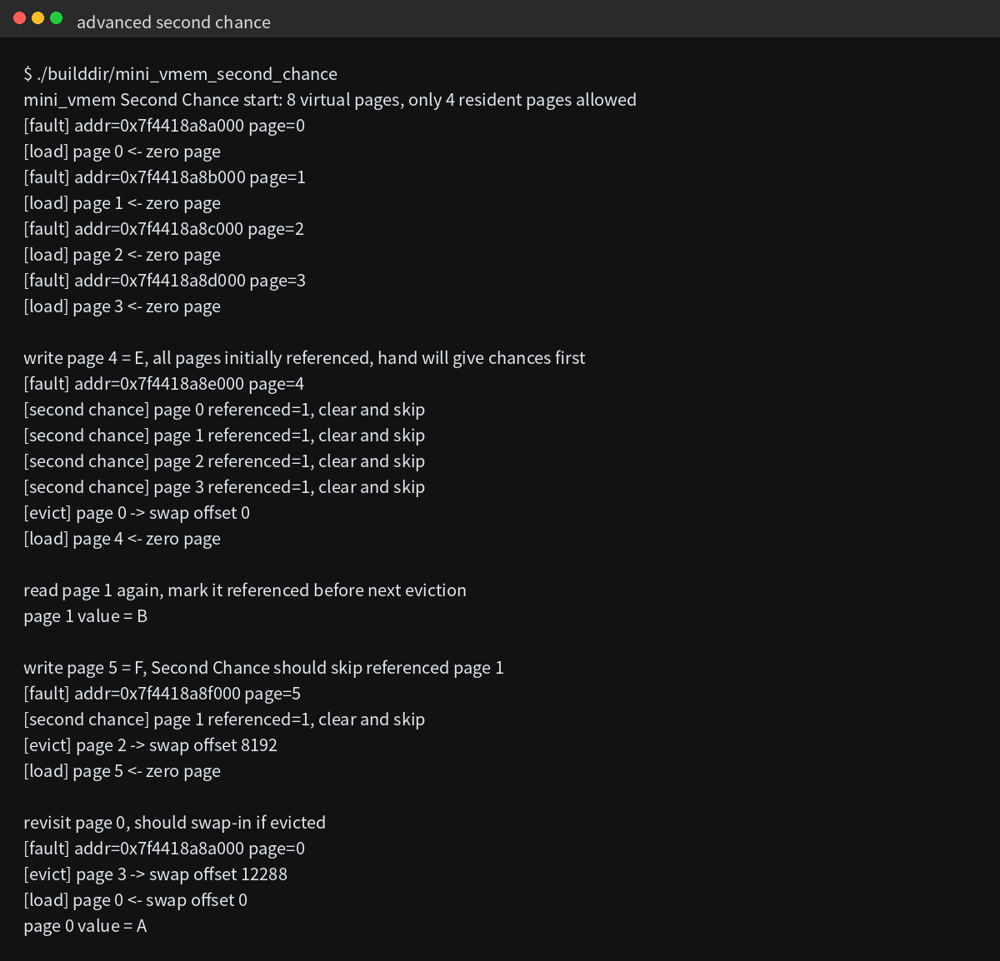 advanced second chance
$ ./builddir/mini_vmem_second_chance
mini_vmem Second Chance start: 8 virtual pages, only 4 resident pages allowed
[fault] addr=0x7f4418a8a000 page=0
[load] page 0 <- zero page
[fault] addr=0x7f4418a8b000 page=1
[load] page 1 <- zero page
[fault] addr=0x7f4418a8c000 page=2
[load] page 2 <- zero page
[fault] addr=0x7f4418a8d000 page=3
[load] page 3 <- zero page
write page 4 = E, all pages initially referenced, hand will give chances first
[fault] addr=0x7f4418a8e000 page=4
[second chance] page 0 referenced=1, clear and skip
[second chance] page 1 referenced=1, clear and skip
[second chance] page 2 referenced=1, clear and skip
[second chance] page 3 referenced=1, clear and skip
[evict] page 0 -> swap offset 0
[load] page 4 <- zero page
read page 1 again, mark it referenced before next eviction
page 1 value = B
write page 5 = F, Second Chance should skip referenced page 1
[fault] addr=0x7f4418a8f000 page=5
[second chance] page 1 referenced=1, clear and skip
[evict] page 2 -> swap offset 8192
[load] page 5 <- zero page
revisit page 0, should swap-in if evicted
[fault] addr=0x7f4418a8a000 page=0
[evict] page 3 -> swap offset 12288
[load] page 0 <- swap offset 0
page 0 value = A